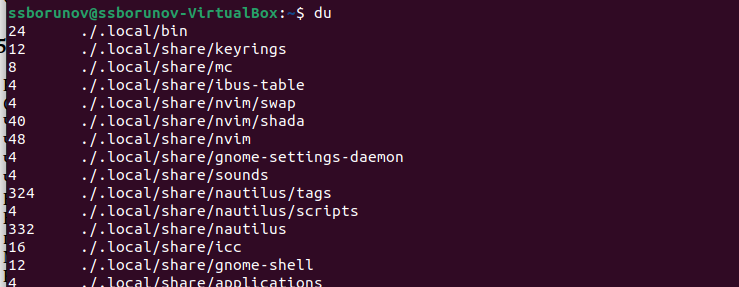 ssborunov@ssborunov-VirtualBox:~$ du
24 ./.local/bin
12 ./.local/share/keyrings
8 ./.local/share/mc
4 ./.local/share/ibus-table
4 ./.local/share/nvim/swap
40 ./.local/share/nvim/shada
48 ./.local/share/nvim
4 ./.local/share/gnome-settings-daemon
4 ./.local/share/sounds
324 ./.local/share/nautilus/tags
4 ./.local/share/nautilus/scripts
332 ./.local/share/nautilus
16 ./.local/share/icc
12 ./.local/share/gnome-shell
4 ./.local/share/applications